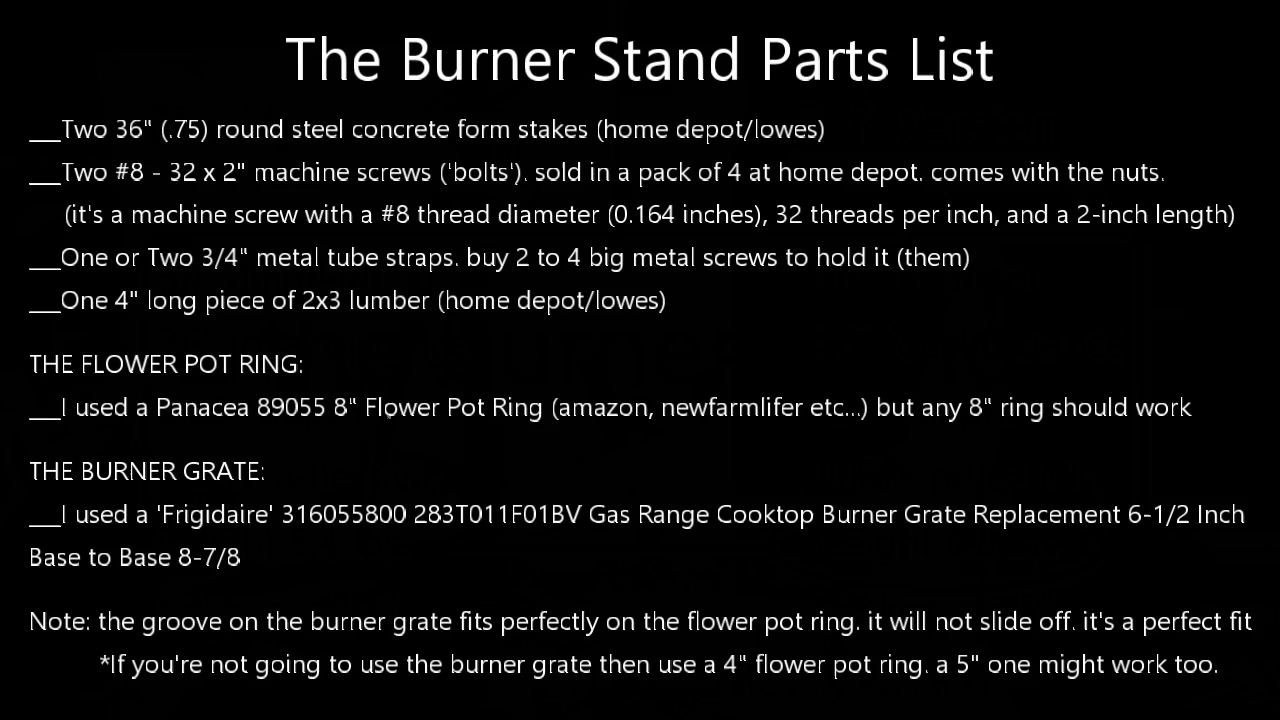 The Burner Stand Parts List
___Two 36" (.75) round steel concrete form stakes (home depot/lowes)
___Two #8 - 32 x 2" machine screws ('bolts'). sold in a pack of 4 at home depot. comes with the nuts.
(it's a machine screw with a #8 thread diameter (0.164 inches), 32 threads per inch, and a 2-inch length)
___One or Two 3/4" metal tube straps. buy 2 to 4 big metal screws to hold it (them)
___One 4" long piece of 2x3 lumber (home depot/lowes)
THE FLOWER POT RING:
___I used a Panacea 89055 8" Flower Pot Ring (amazon, newfarmlifer etc...) but any 8" ring should work
THE BURNER GRATE:
___I used a 'Frigidaire' 316055800 283T011F01BV Gas Range Cooktop Burner Grate Replacement 6-1/2 Inch
Base to Base 8-7/8
Note: the groove on the burner grate fits perfectly on the flower pot ring. it will not slide off. it's a perfect fit
*If you're not going to use the burner grate then use a 4" flower pot ring. a 5" one might work too.